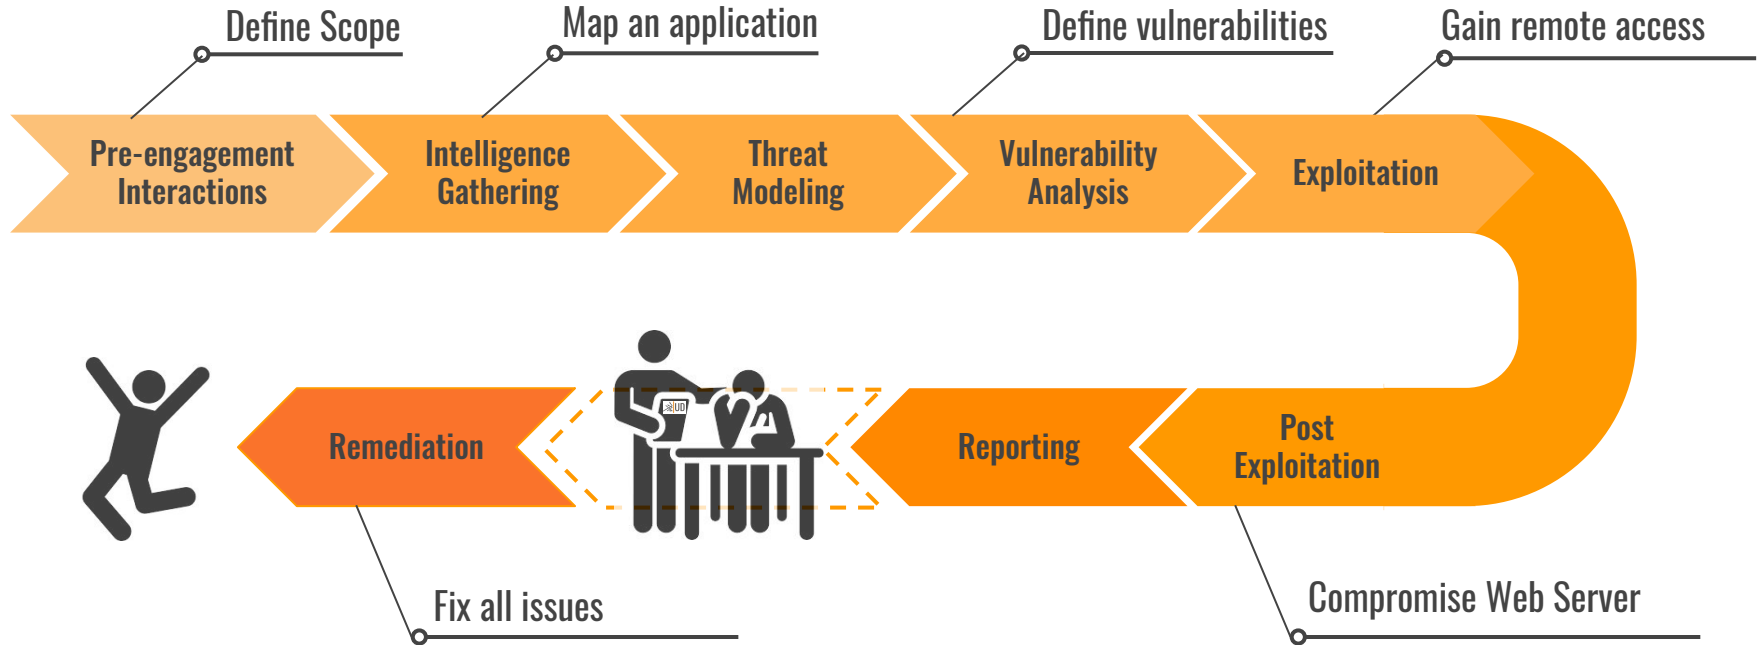 Define Scope
Map an application
Define vulnerabilities
Gain remote access
Pre-engagement
Interactions
Intelligence
Gathering
Threat
Modeling
Vulnerability
Analysis
Exploitation
Post
Exploitation
Reporting
UD
Remediation
Fix all issues
Compromise Web Server